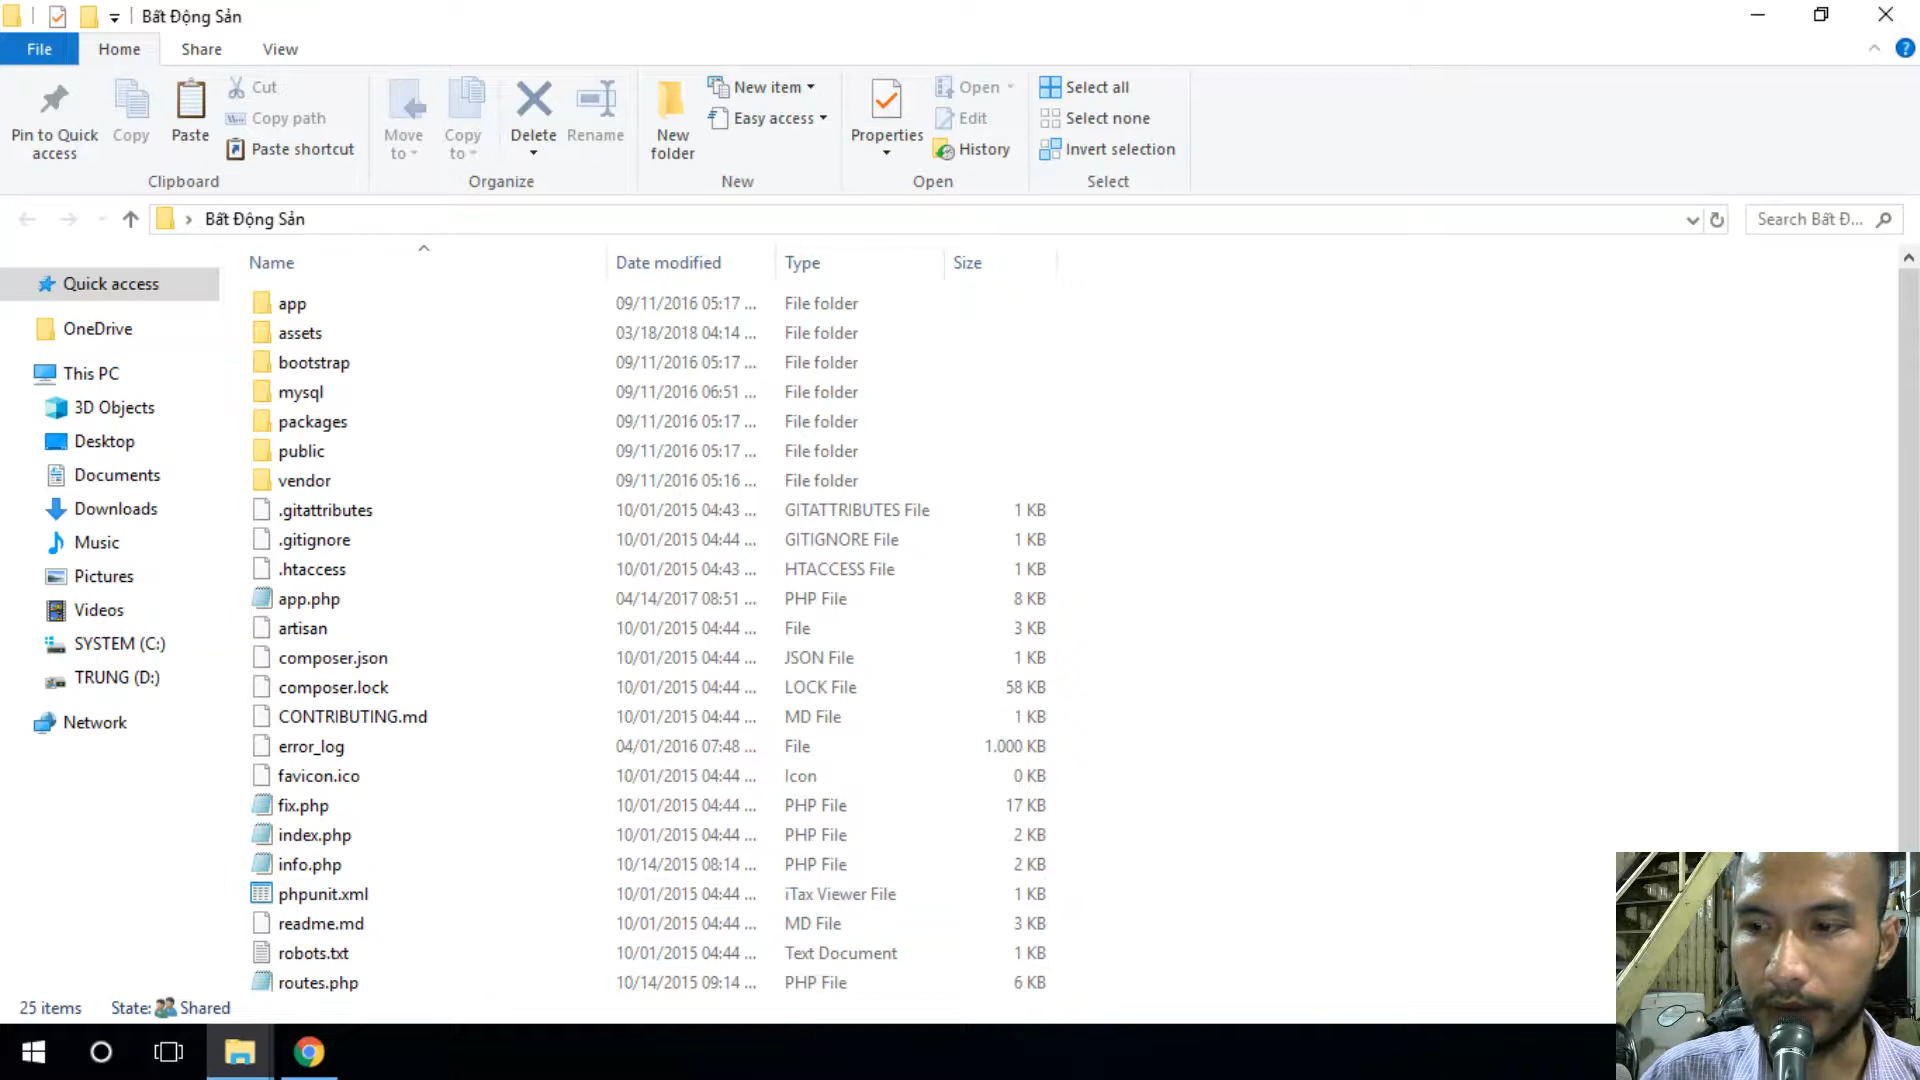 Bất Động Sản
File Home Share View
Pin to Quick access
Copy
Paste
Cut
Copy path
Paste shortcut
Clipboard
Move to
Copy to
Delete
Rename
Organize
New folder
New item
Easy access
New
Properties
Open
Edit
History
Open
Select all
Select none
Invert selection
Select
Bất Động Sản
Search Bất Đ...
Quick access
OneDrive
This PC
3D Objects
Desktop
Documents
Downloads
Music
Pictures
Videos
SYSTEM (C:)
TRUNG (D:)
Network
Name Date modified Type Size
app 09/11/2016 05:17 ... File folder
assets 03/18/2018 04:14 ... File folder
bootstrap 09/11/2016 05:17 ... File folder
mysql 09/11/2016 06:51 ... File folder
packages 09/11/2016 05:17 ... File folder
public 09/11/2016 05:17 ... File folder
vendor 09/11/2016 05:16 ... File folder
.gitattributes 10/01/2015 04:43 ... GITATTRIBUTES File 1 KB
.gitignore 10/01/2015 04:44 ... GITIGNORE File 1 KB
.htaccess 10/01/2015 04:43 ... HTACCESS File 1 KB
app.php 04/14/2017 08:51 ... PHP File 8 KB
artisan 10/01/2015 04:44 ... File 3 KB
composer.json 10/01/2015 04:44 ... JSON File 1 KB
composer.lock 10/01/2015 04:44 ... LOCK File 58 KB
CONTRIBUTING.md 10/01/2015 04:44 ... MD File 1 KB
error_log 04/01/2016 07:48 ... File 1.000 KB
favicon.ico 10/01/2015 04:44 ... Icon 0 KB
fix.php 10/01/2015 04:44 ... PHP File 17 KB
index.php 10/01/2015 04:44 ... PHP File 2 KB
info.php 10/14/2015 08:14 ... PHP File 2 KB
phpunit.xml 10/01/2015 04:44 ... iTax Viewer File 1 KB
readme.md 10/01/2015 04:44 ... MD File 3 KB
robots.txt 10/01/2015 04:44 ... Text Document 1 KB
routes.php 10/14/2015 09:14 ... PHP File 6 KB
25 items State: Shared